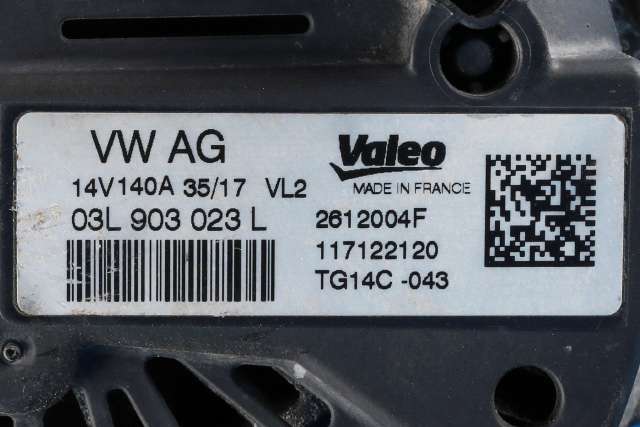 VW AG
14V140A 35/17 VL2
03L 903 023 L
Valeo
MADE IN FRANCE
2612004F
117122120
TG14C -043